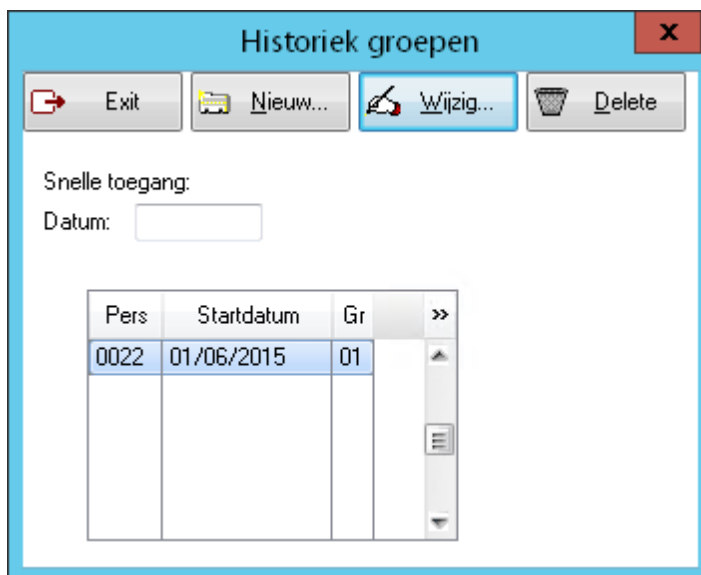 Historiek groepen x
Exit Nieuw... Wijzig... Delete
Snelle toegang:
Datum:
Pers Startdatum Gr »
0022 01/06/2015 01